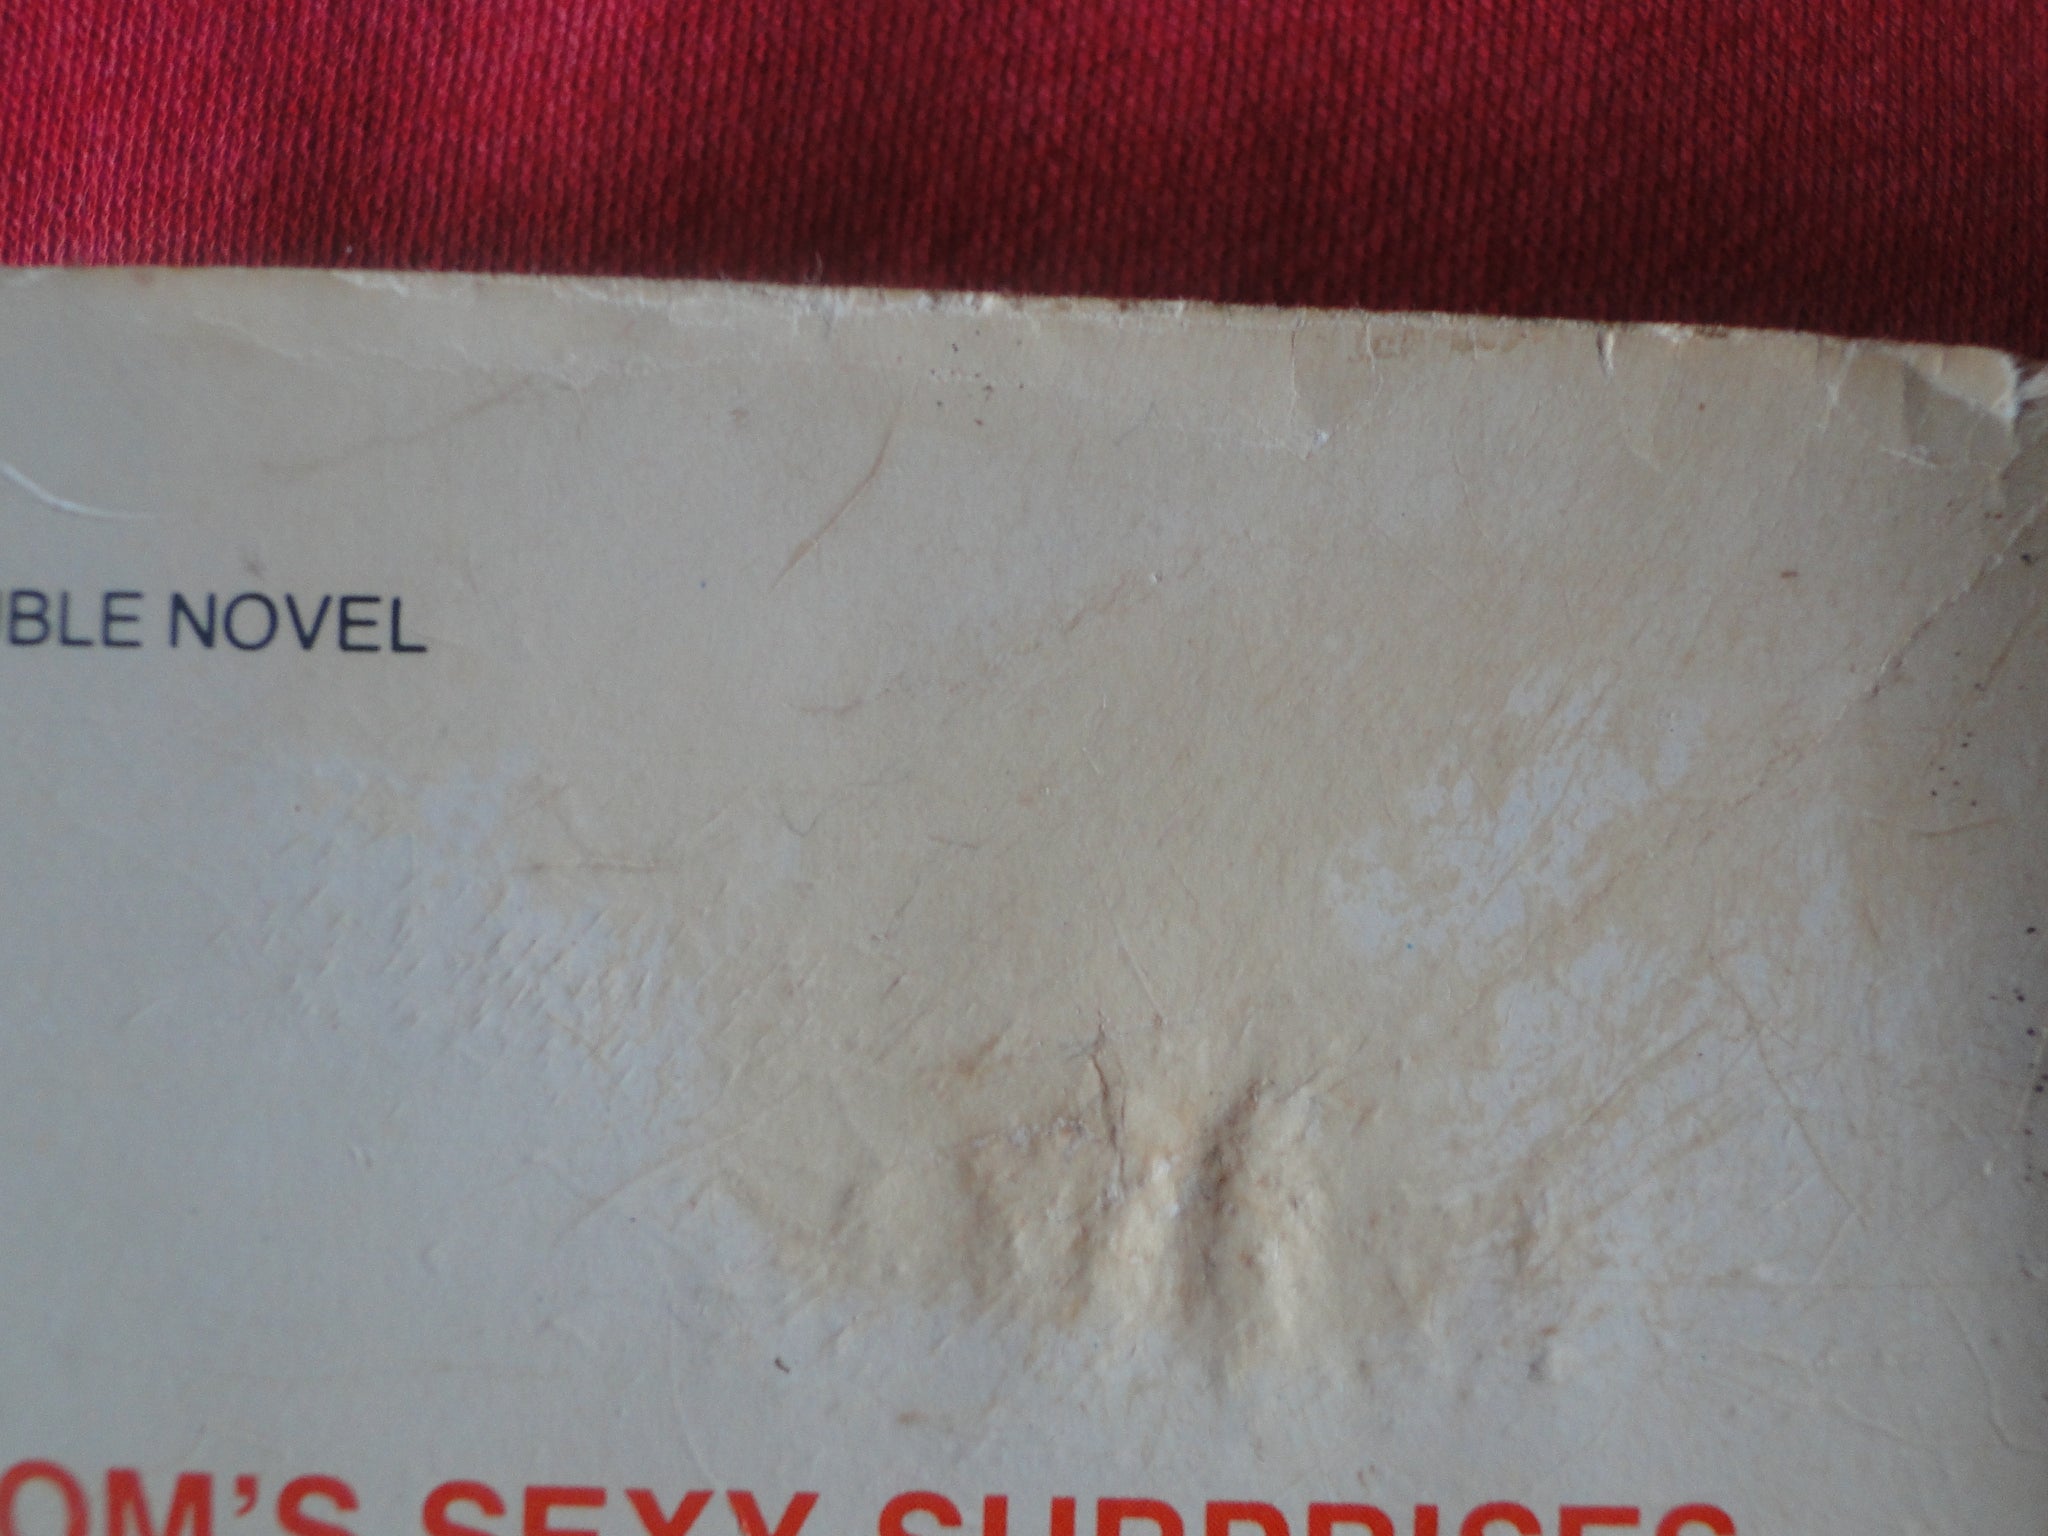 BLE NOVEL
OM'S SEXY SURPRISES